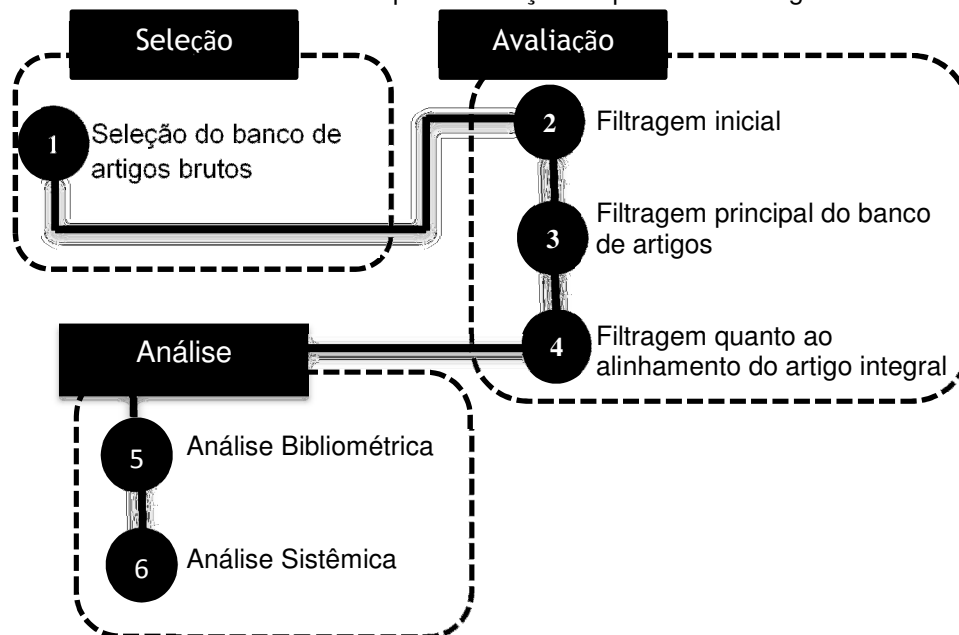 Seleção
Avaliação
1
Seleção do banco de
artigos brutos
2
Filtragem inicial
3
Filtragem principal do banco
de artigos
4
Filtragem quanto ao
alinhamento do artigo integral
Análise
5
Análise Bibliométrica
6
Análise Sistêmica